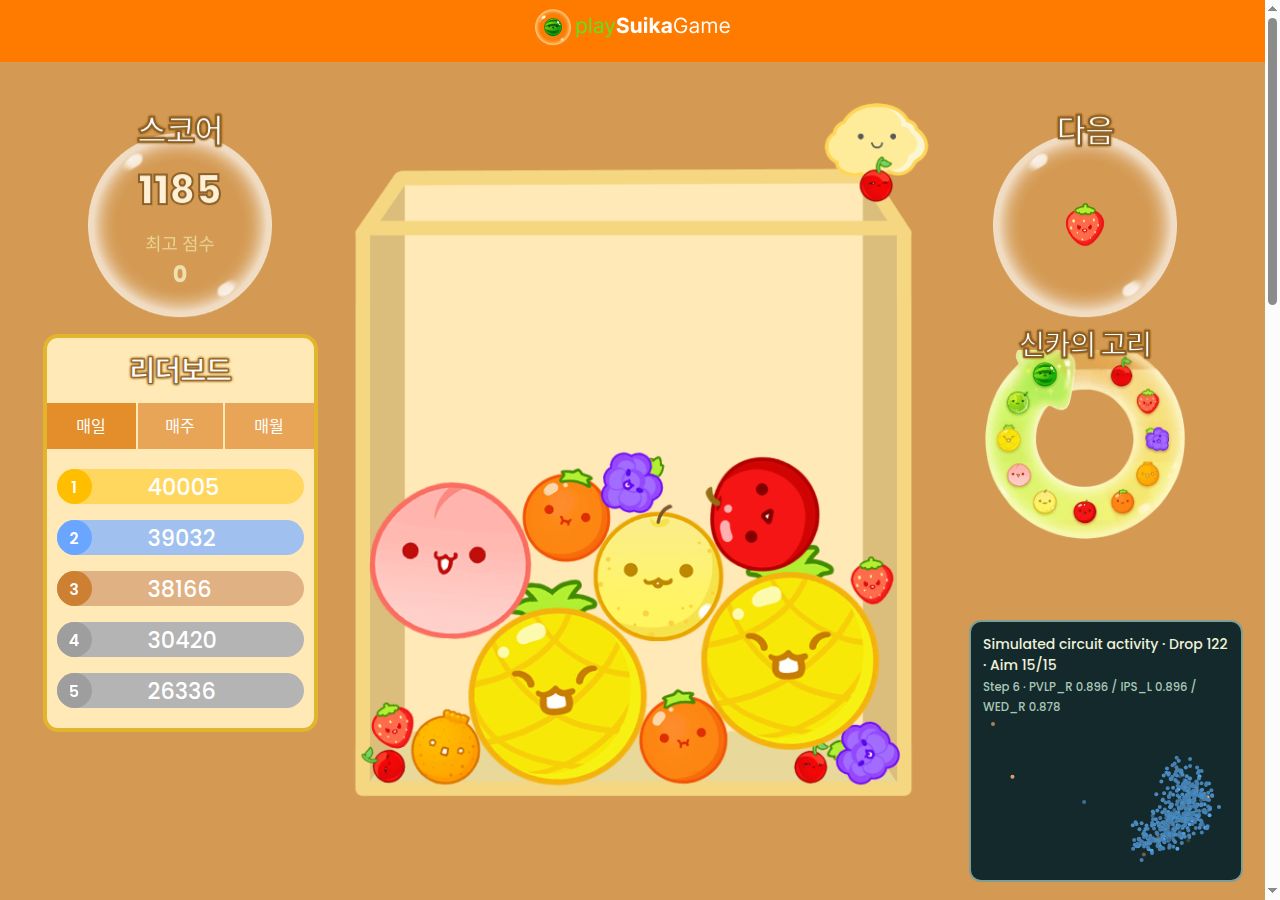 playSuikaGame
스코어
1185
최고 점수
0
다음
리더보드
매일 매주 매월
1 40005
2 39032
3 38166
4 30420
5 26336
신카의 고리
Simulated circuit activity · Drop 122
· Aim 15/15
Step 6 · PVLP_R 0.896 / IPS_L 0.896 /
WED_R 0.878